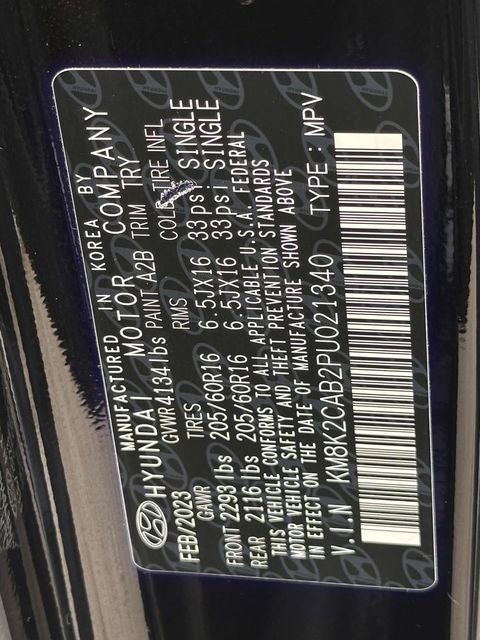 MANUFACTURED IN KOREA BY
HYUNDAI MOTOR COMPANY
FEB/2023 GVWR 4134 lbs PAINT A2B TRIM TRY
GAWR TIRES RIMS COLD TIRE INFL
FRONT 2293 lbs 205/60R16 6.5JX16 33psi SINGLE
REAR 2116 lbs 205/60R16 6.5JX16 33psi SINGLE
THIS VEHICLE CONFORMS TO ALL APPLICABLE U.S.A. FEDERAL
MOTOR VEHICLE SAFETY AND THEFT PREVENTION STANDARDS
IN EFFECT ON THE DATE OF MANUFACTURE SHOWN ABOVE
V.I.N KM8K2CAB2PU021340 TYPE : MPV